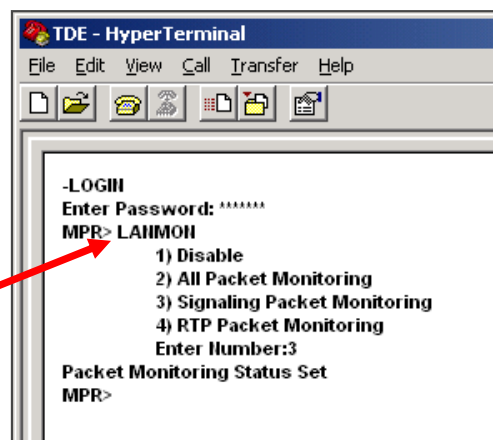 TDE - HyperTerminal
File Edit View Call Transfer Help
-LOGIN
Enter Password: *******
MPR> LANMON
1) Disable
2) All Packet Monitoring
3) Signaling Packet Monitoring
4) RTP Packet Monitoring
Enter Number:3
Packet Monitoring Status Set
MPR>